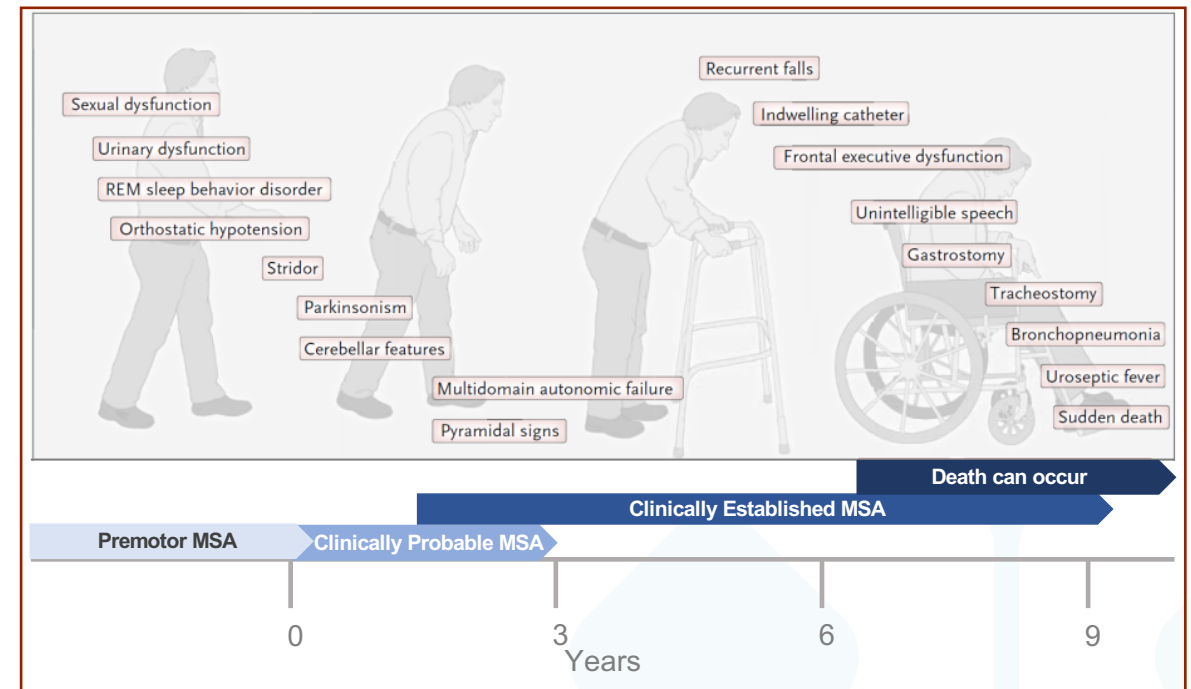 Sexual dysfunction
Urinary dysfunction
REM sleep behavior disorder
Orthostatic hypotension
Stridor
Parkinsonism
Cerebellar features
Multidomain autonomic failure
Pyramidal signs
Recurrent falls
Indwelling catheter
Frontal executive dysfunction
Unintelligible speech
Gastrostomy
Tracheostomy
Bronchopneumonia
Uroseptic fever
Sudden death
Death can occur
Clinically Established MSA
Premotor MSA
Clinically Probable MSA
0
3
6
9
Years